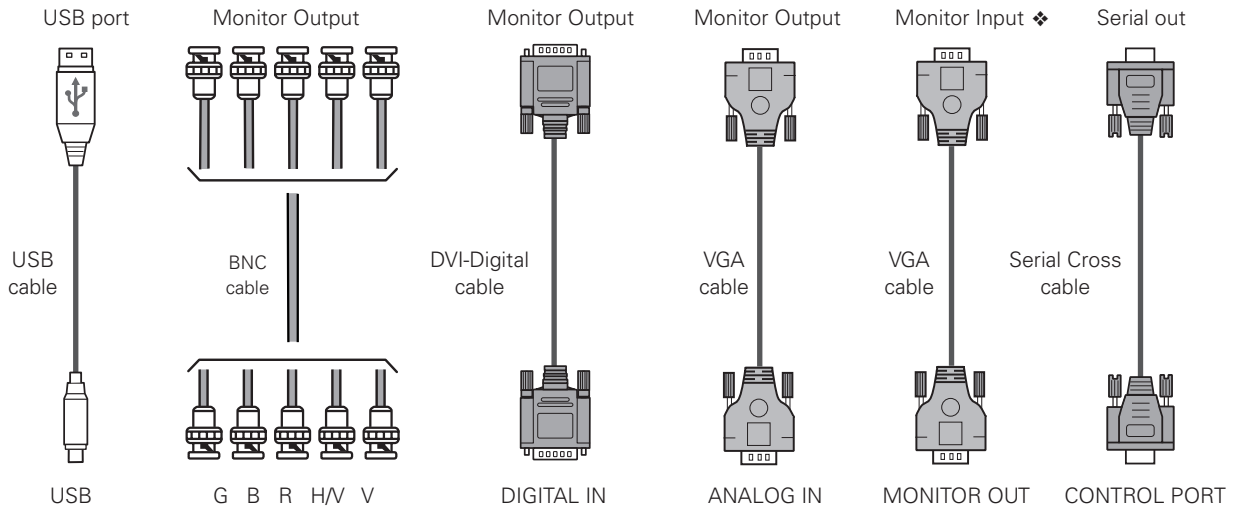 USB port
Monitor Output
Monitor Output
Monitor Output
Monitor Input ❖
Serial out
USB
cable
BNC
cable
DVI-Digital
cable
VGA
cable
VGA
cable
Serial Cross
cable
USB
G B R H/V V
DIGITAL IN
ANALOG IN
MONITOR OUT
CONTROL PORT